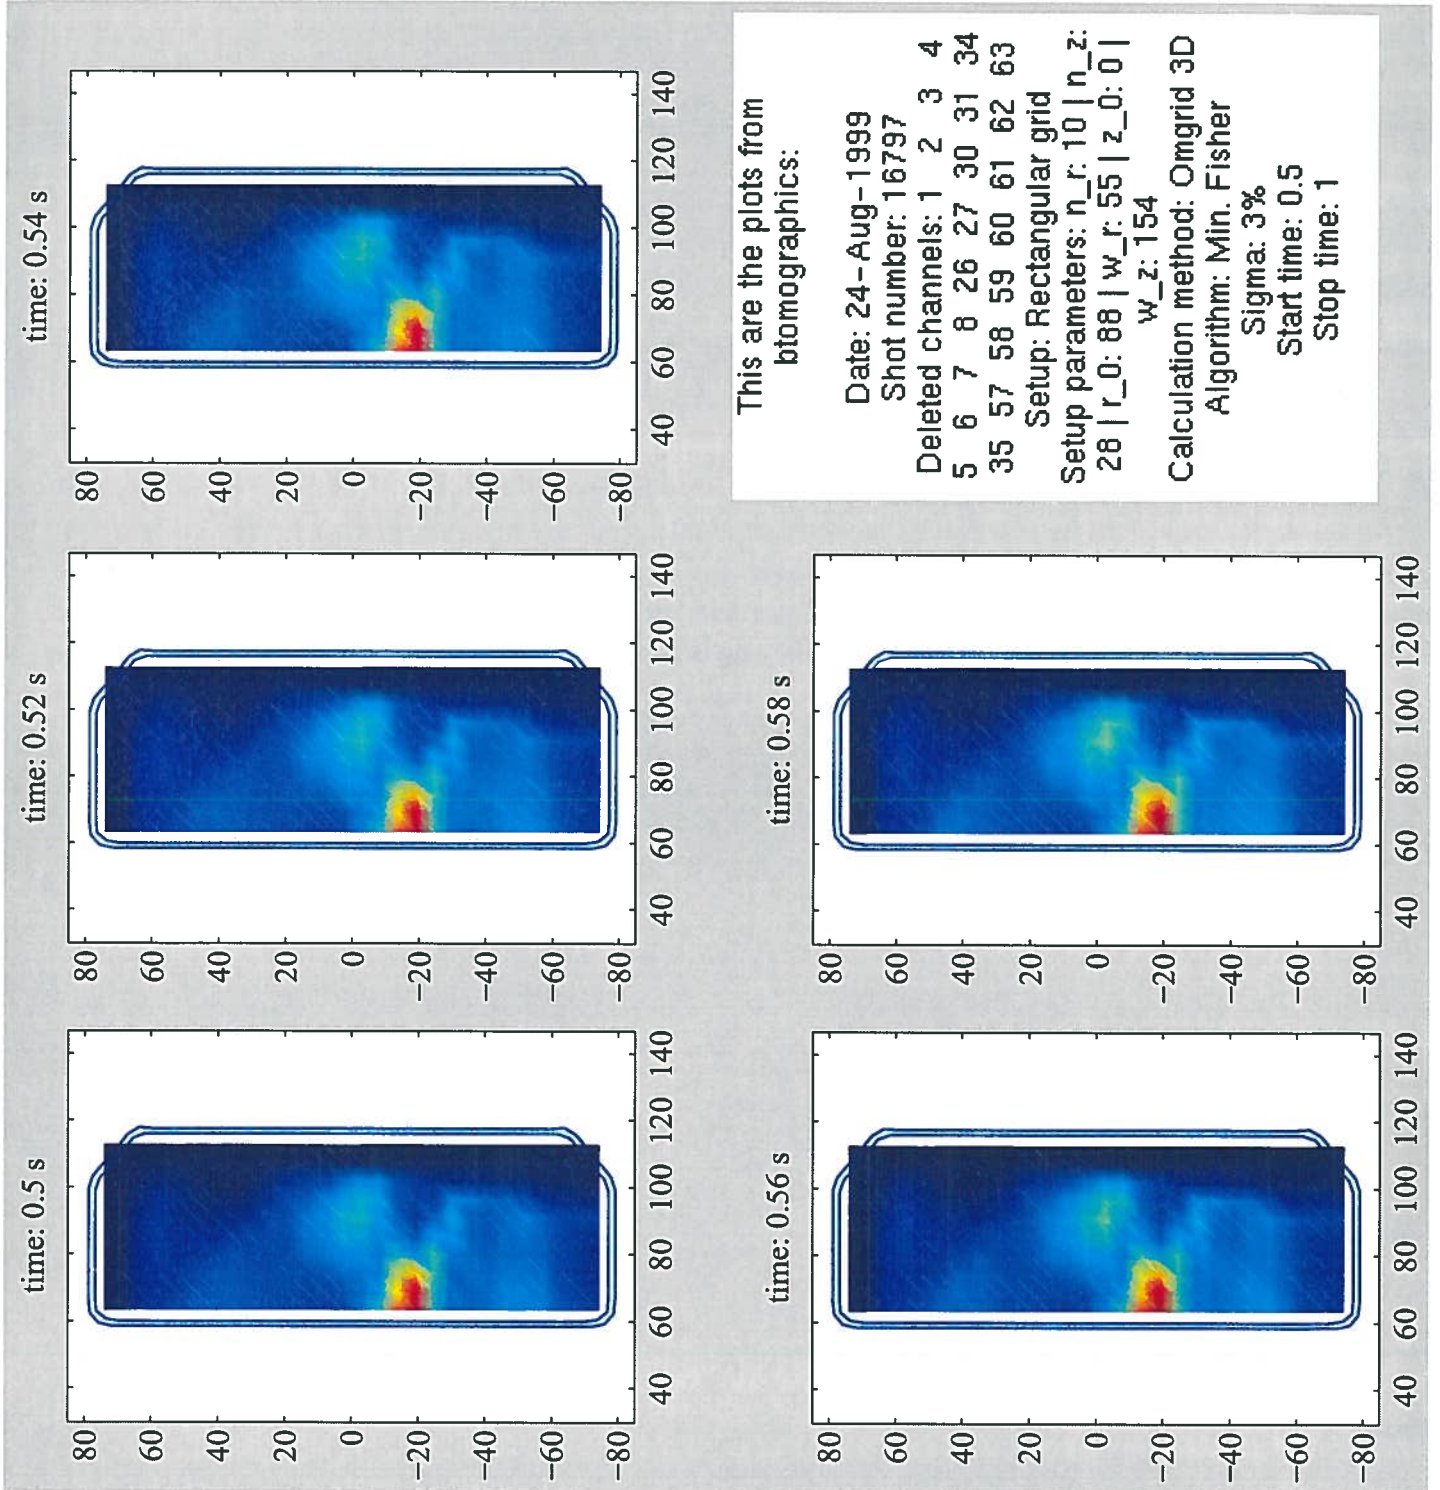 time: 0.5 s
80
60
40
20
0
−20
−40
−60
−80
40 60 80 100 120 140
time: 0.52 s
80
60
40
20
0
−20
−40
−60
−80
40 60 80 100 120 140
time: 0.54 s
80
60
40
20
0
−20
−40
−60
−80
40 60 80 100 120 140
time: 0.56 s
80
60
40
20
0
−20
−40
−60
−80
40 60 80 100 120 140
time: 0.58 s
80
60
40
20
0
−20
−40
−60
−80
40 60 80 100 120 140
This are the plots from
btomographics:
Date: 24-Aug-1999
Shot number: 16797
Deleted channels: 1 2 3 4
5 6 7 8 26 27 30 31 34
35 57 58 59 60 61 62 63
Setup: Rectangular grid
Setup parameters: n_r: 10 | n_z:
28 | r_0: 88 | w_r: 55 | z_0: 0 |
w_z: 154
Calculation method: Omgrid 3D
Algorithm: Min. Fisher
Sigma: 3%
Start time: 0.5
Stop time: 1